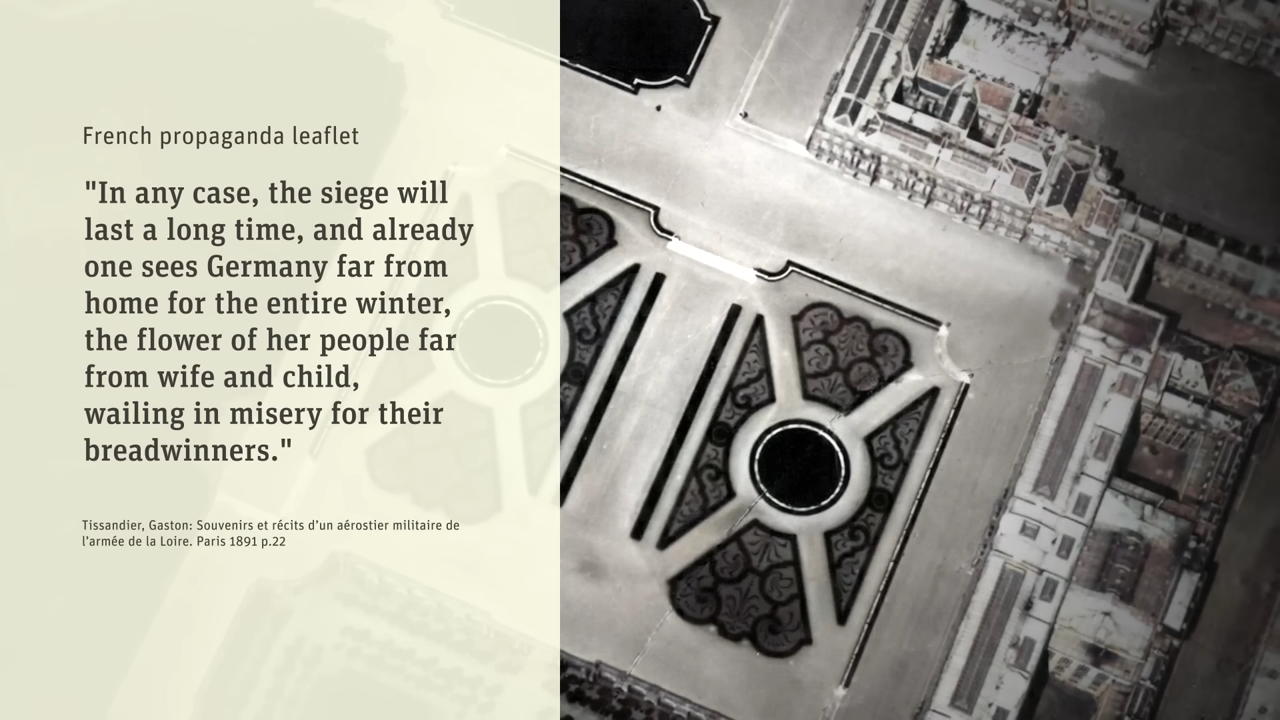 French propaganda leaflet
"In any case, the siege will
last a long time, and already
one sees Germany far from
home for the entire winter,
the flower of her people far
from wife and child,
wailing in misery for their
breadwinners."
Tissandier, Gaston: Souvenirs et récits d’un aérostier militaire de
l’armée de la Loire. Paris 1891 p.22